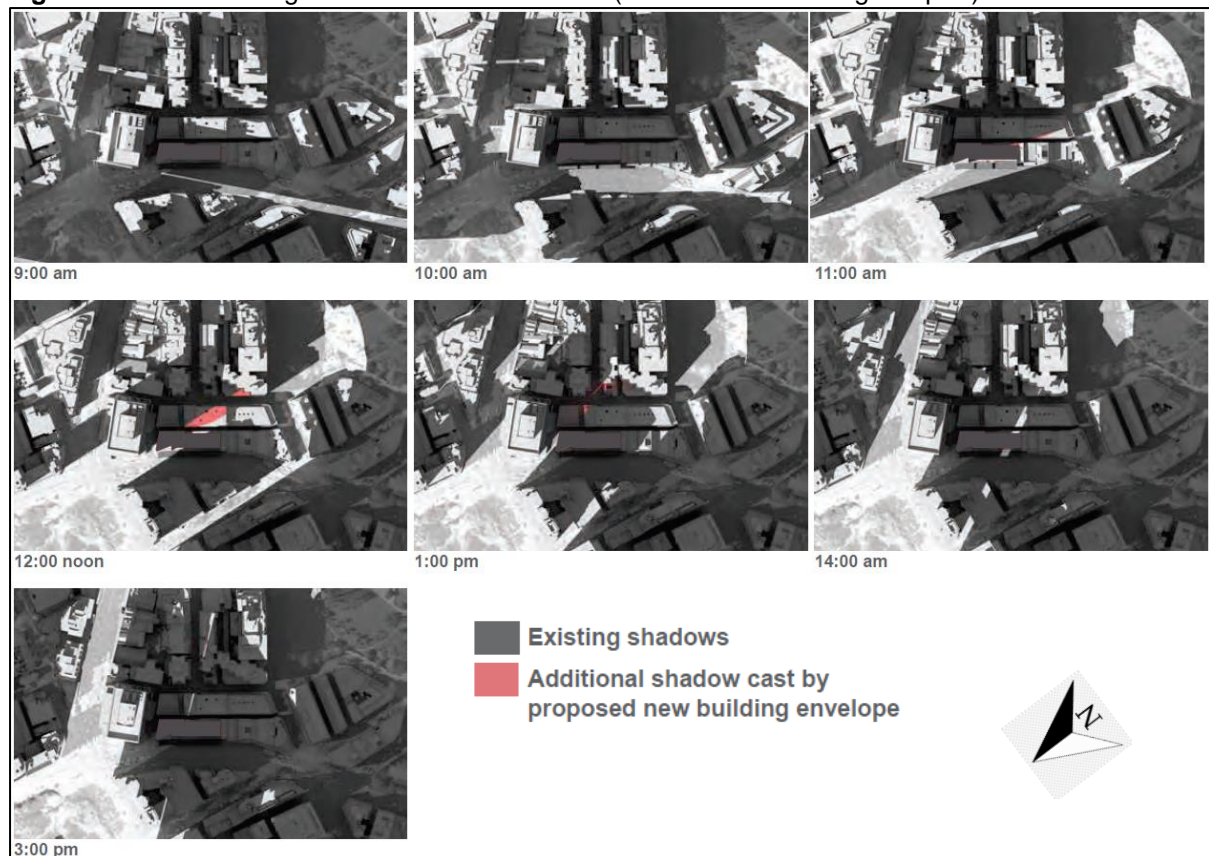 9:00 am
10:00 am
11:00 am
12:00 noon
1:00 pm
14:00 am
3:00 pm
Existing shadows
Additional shadow cast by
proposed new building envelope
N